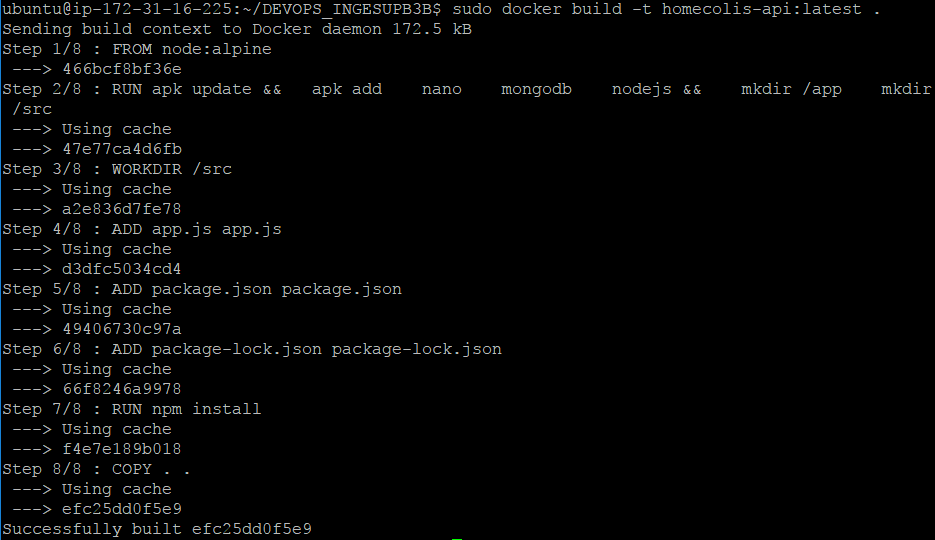 ubuntu@ip-172-31-16-225:~/DEVOPS_INGESUPB3B$ sudo docker build -t homecolis-api:latest .
Sending build context to Docker daemon 172.5 kB
Step 1/8 : FROM node:alpine
 ---> 466bcf8bf36e
Step 2/8 : RUN apk update &&   apk add    nano    mongodb    nodejs &&    mkdir /app    mkdir
 /src
 ---> Using cache
 ---> 47e77ca4d6fb
Step 3/8 : WORKDIR /src
 ---> Using cache
 ---> a2e836d7fe78
Step 4/8 : ADD app.js app.js
 ---> Using cache
 ---> d3dfc5034cd4
Step 5/8 : ADD package.json package.json
 ---> Using cache
 ---> 49406730c97a
Step 6/8 : ADD package-lock.json package-lock.json
 ---> Using cache
 ---> 66f8246a9978
Step 7/8 : RUN npm install
 ---> Using cache
 ---> f4e7e189b018
Step 8/8 : COPY . .
 ---> Using cache
 ---> efc25dd0f5e9
Successfully built efc25dd0f5e9